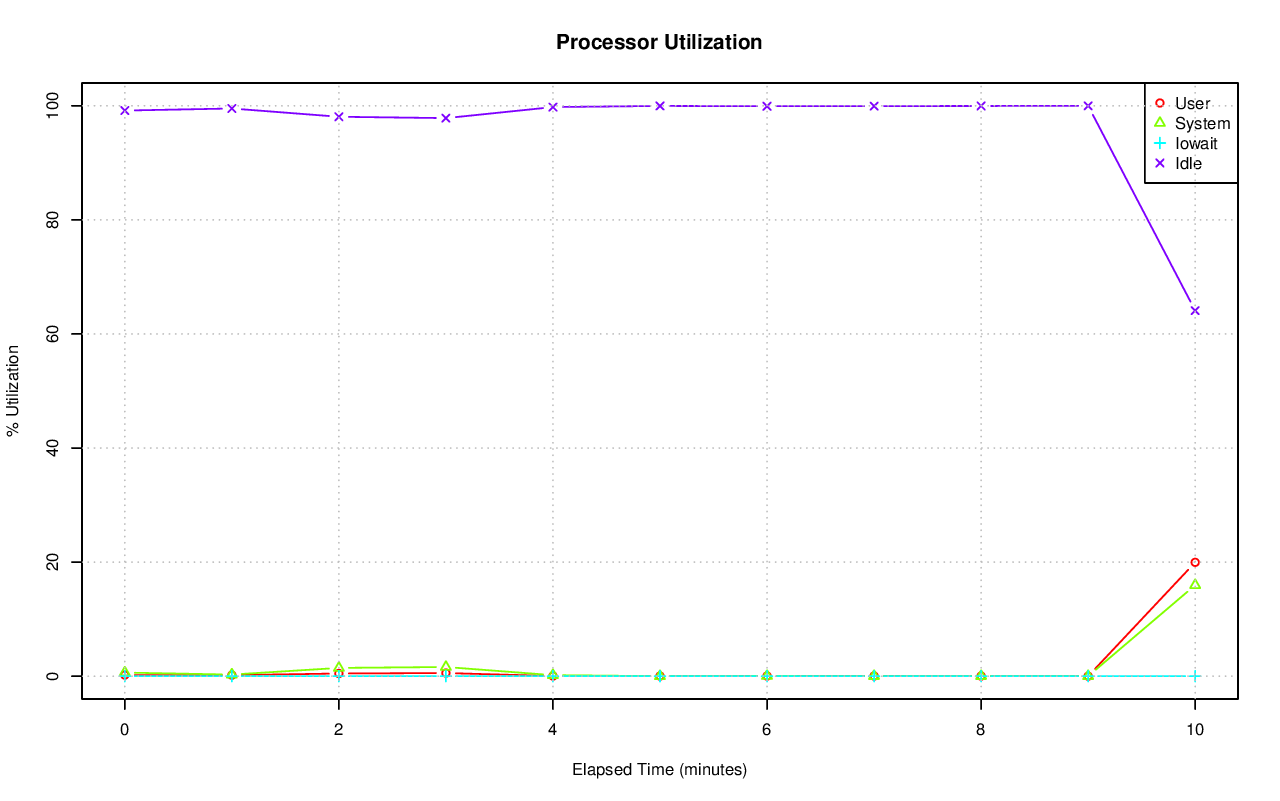 Processor Utilization
User
System
Iowait
Idle
% Utilization
100
80
60
40
20
0
0 2 4 6 8 10
Elapsed Time (minutes)